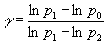 γ = (ln p₁ − ln p₀) / (ln p₁ − ln p₂)